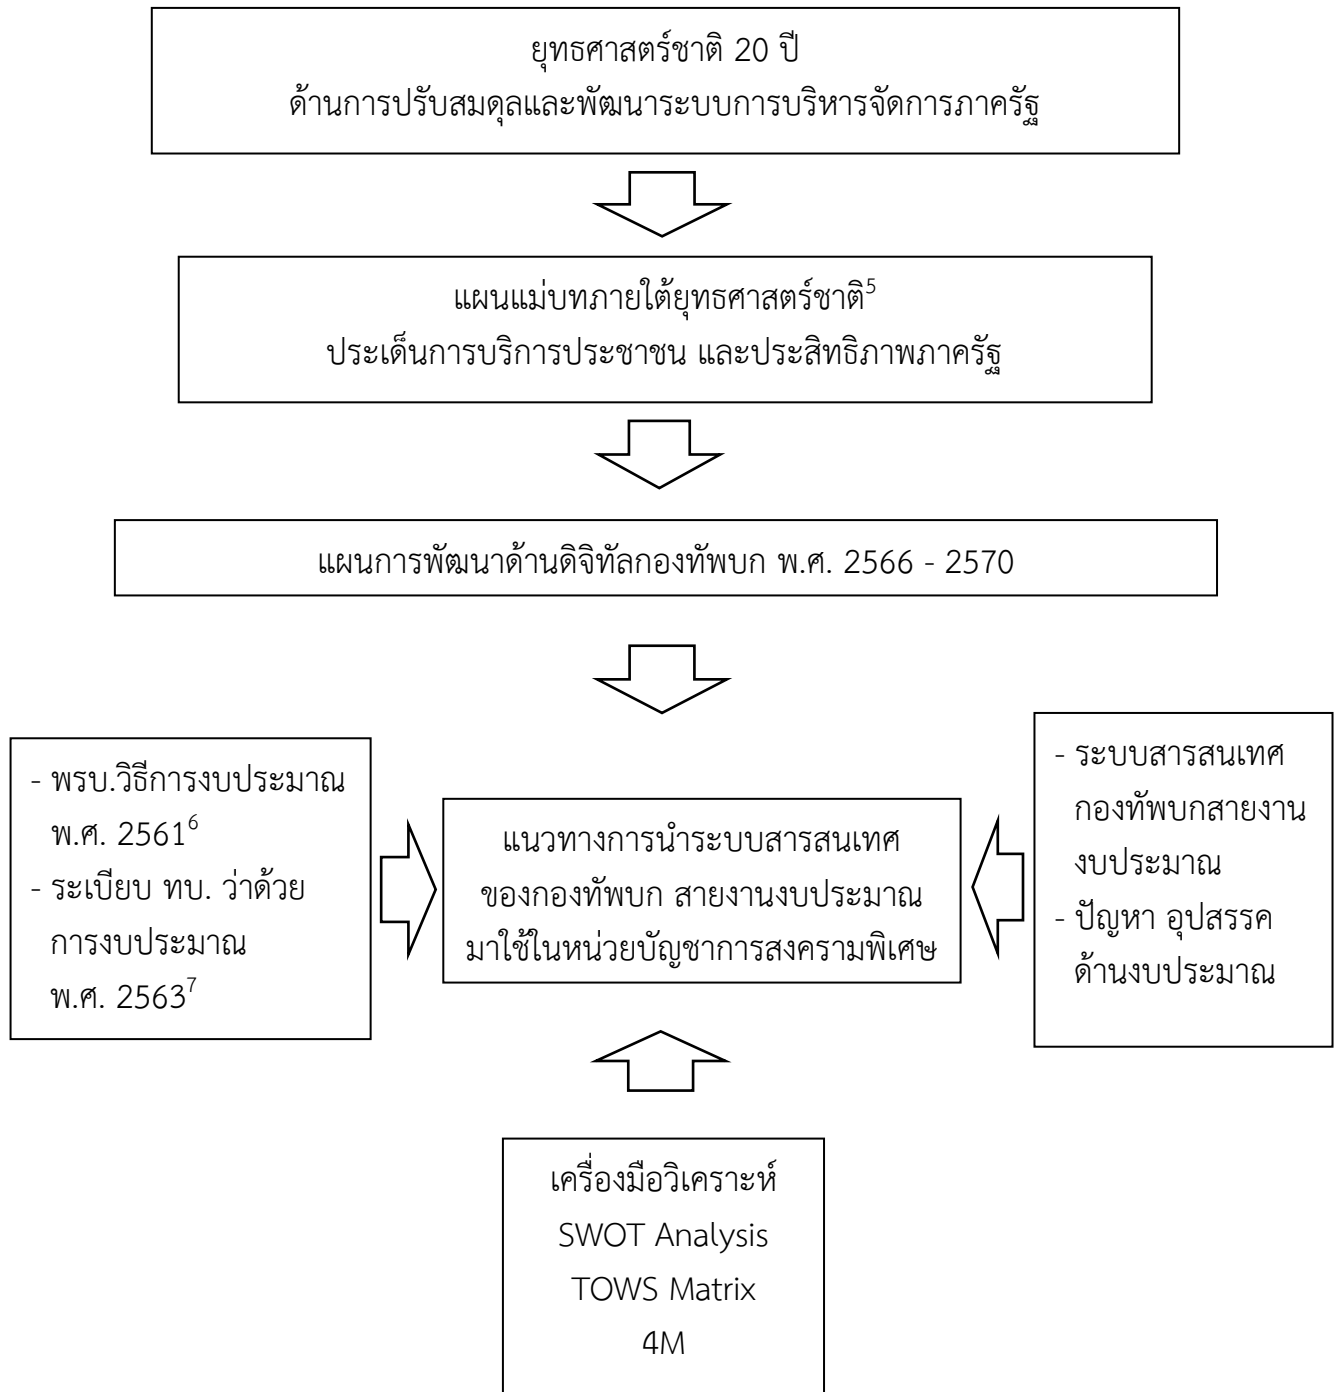 ยุทธศาสตร์ชาติ 20 ปี
ด้านการปรับสมดุลและพัฒนาระบบการบริหารจัดการภาครัฐ
แผนแม่บทภายใต้ยุทธศาสตร์ชาติ5
ประเด็นการบริการประชาชน และประสิทธิภาพภาครัฐ
แผนการพัฒนาด้านดิจิทัลกองทัพบก พ.ศ. 2566 - 2570
- พรบ.วิธีการงบประมาณ
พ.ศ. 25616
- ระเบียบ ทบ. ว่าด้วย
การงบประมาณ
พ.ศ. 25637
แนวทางการนำระบบสารสนเทศ
ของกองทัพบก สายงานงบประมาณ
มาใช้ในหน่วยบัญชาการสงครามพิเศษ
- ระบบสารสนเทศ
กองทัพบกสายงาน
งบประมาณ
- ปัญหา อุปสรรค
ด้านงบประมาณ
เครื่องมือวิเคราะห์
SWOT Analysis
TOWS Matrix
4M